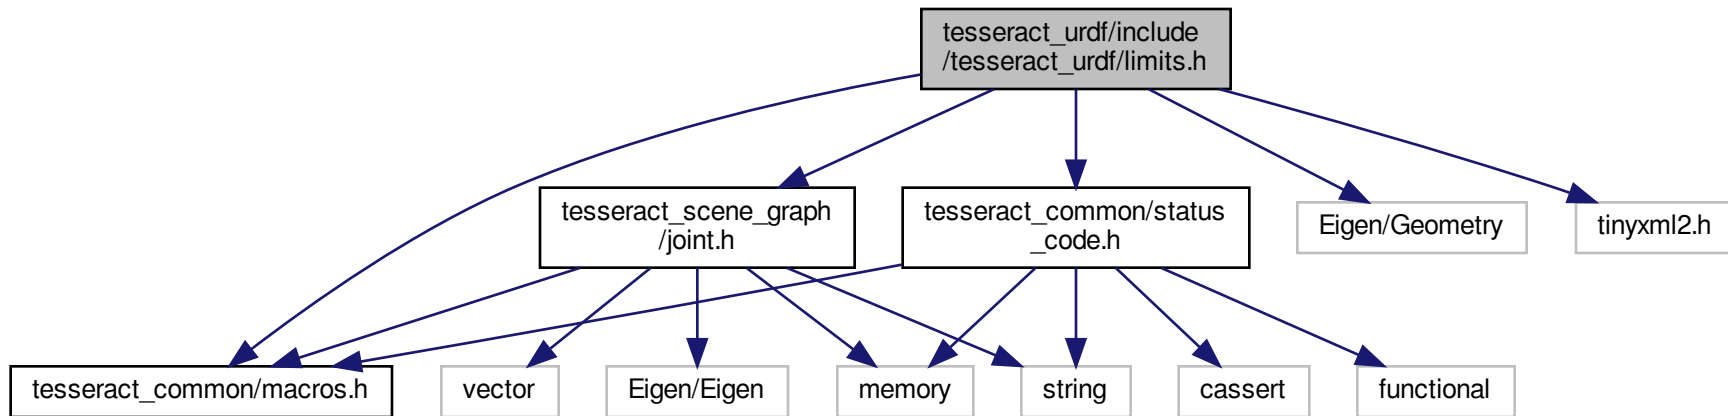 tesseract_urdf/include
/tesseract_urdf/limits.h
tesseract_scene_graph
/joint.h
tesseract_common/status
_code.h
Eigen/Geometry
tinyxml2.h
tesseract_common/macros.h
vector
Eigen/Eigen
memory
string
cassert
functional